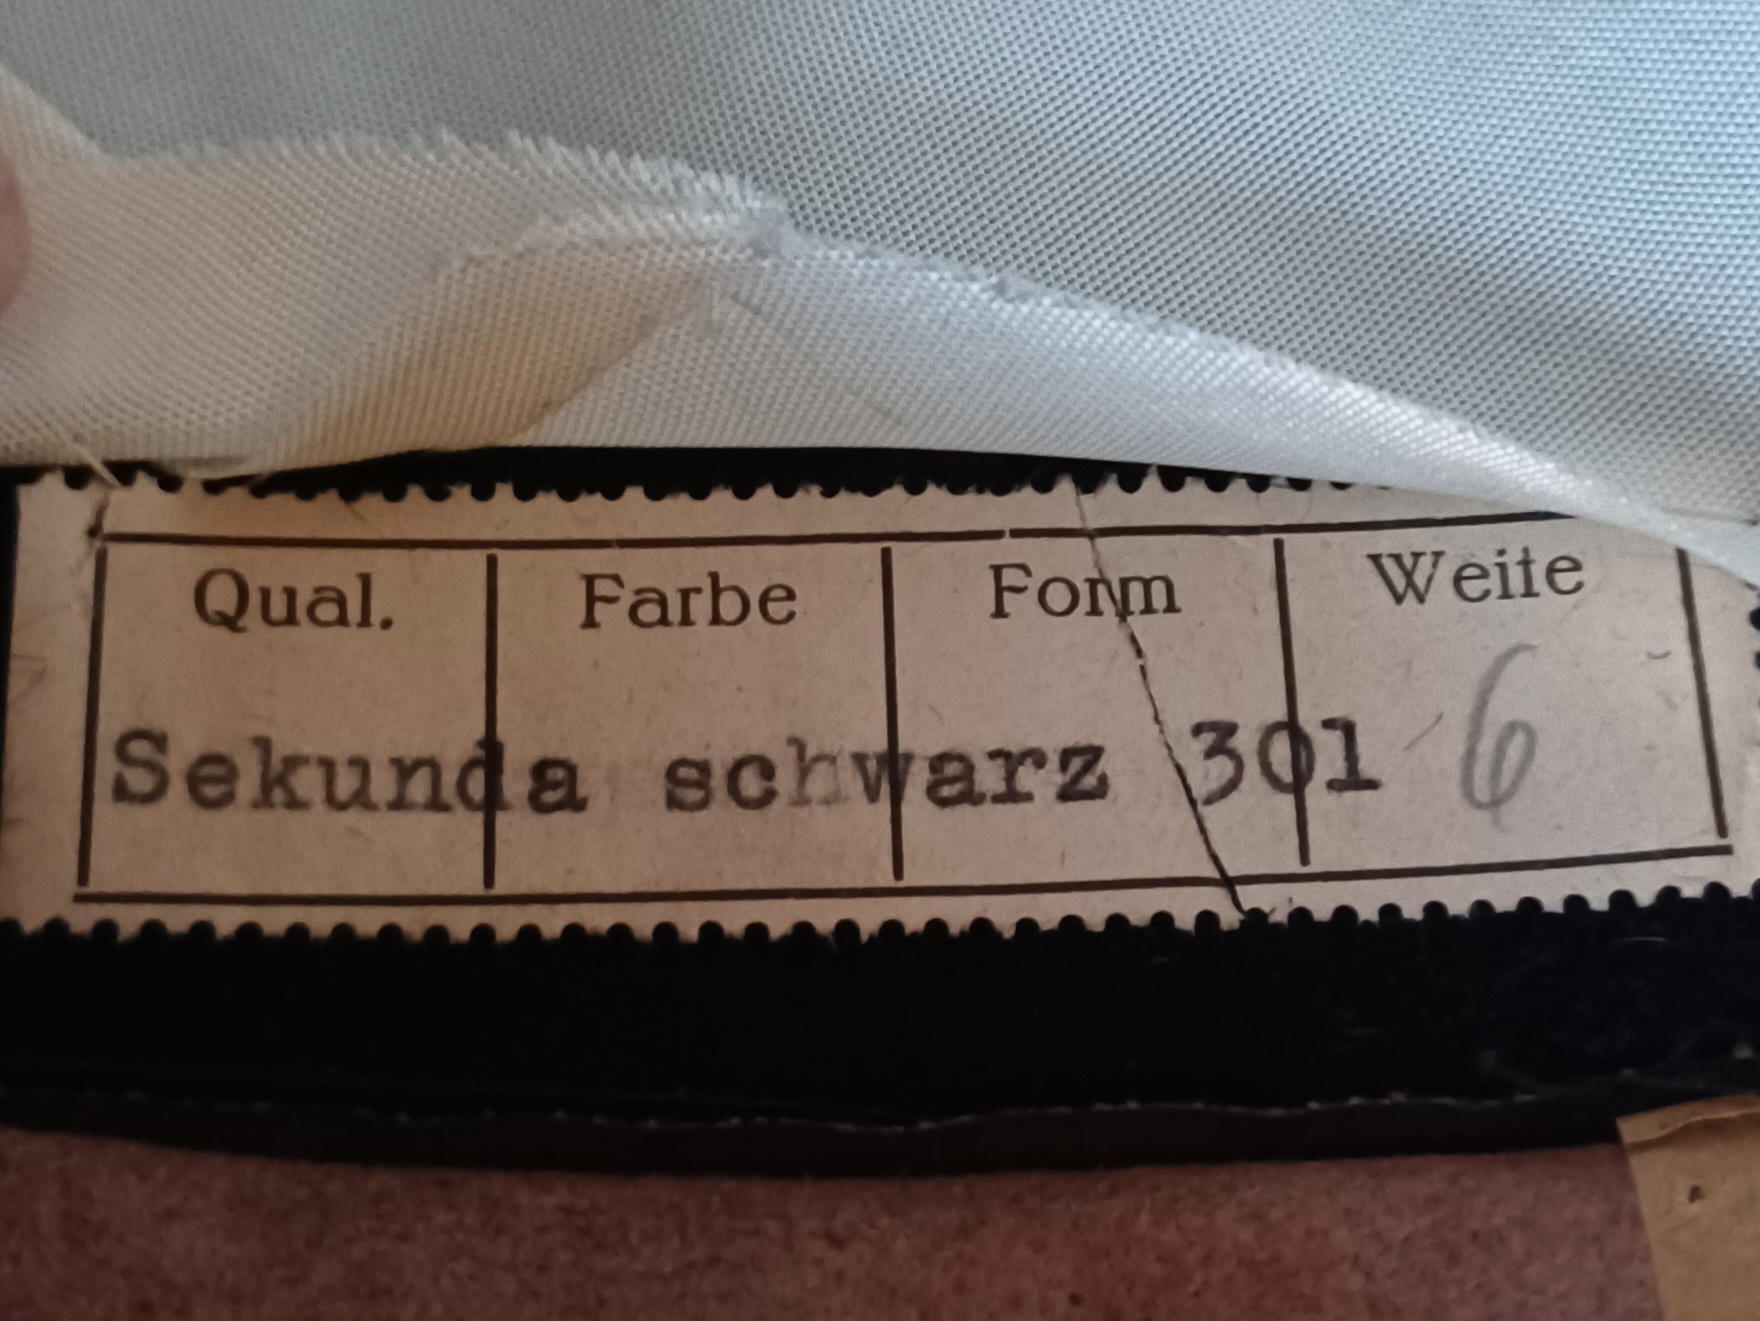 Qual. Farbe Form Weite
Sekunda schwarz 301 6